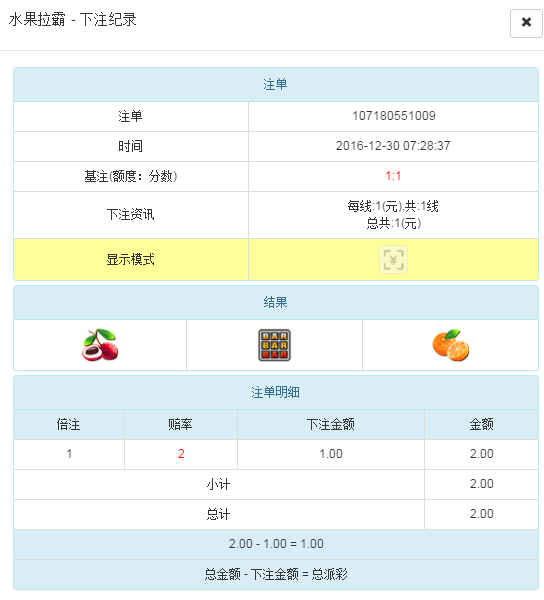 水果拉霸 - 下注纪录
✖
注单
注单 107180551009
时间 2016-12-30 07:28:37
基注(额度：分数) 1:1
下注资讯 每线:1(元),共:1线
总共:1(元)
显示模式 ¥
结果
BAR
BAR
BAR
注单明细
倍注 赔率 下注金额 金额
1 2 1.00 2.00
小计 2.00
总计 2.00
2.00 - 1.00 = 1.00
总金额 - 下注金额 = 总派彩